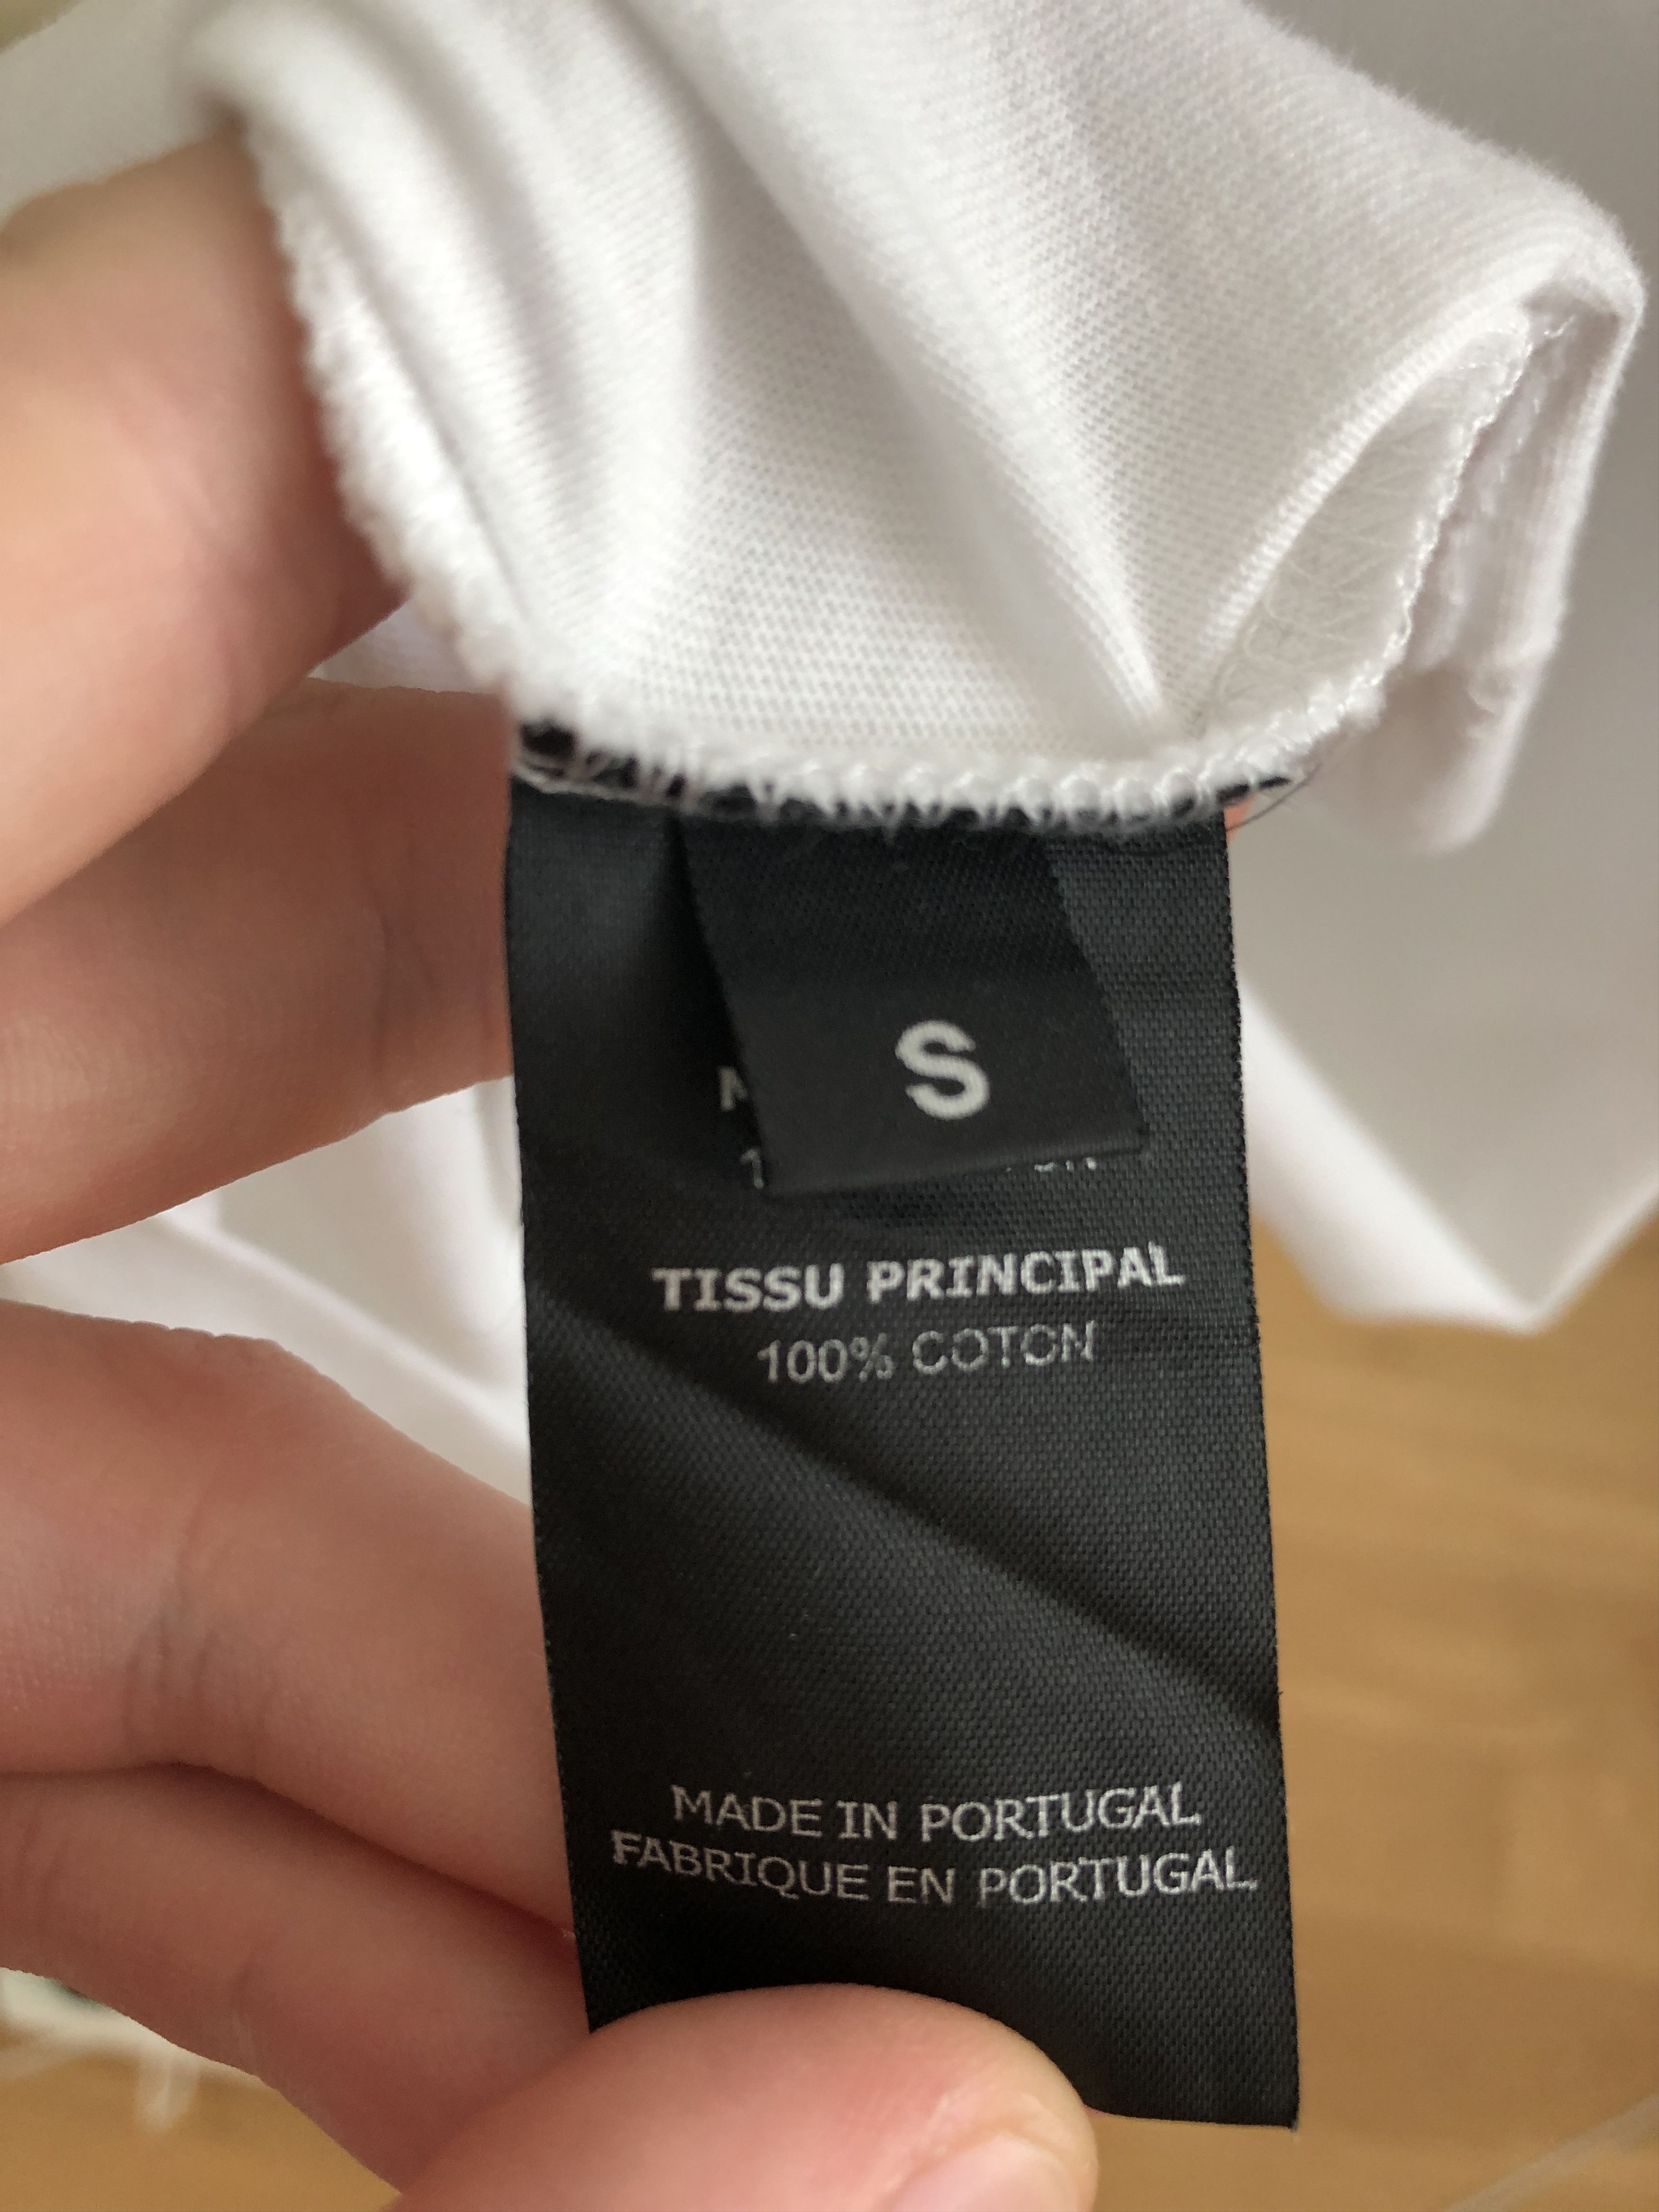 S
TISSU PRINCIPAL
100% COTON
MADE IN PORTUGAL
FABRIQUE EN PORTUGAL